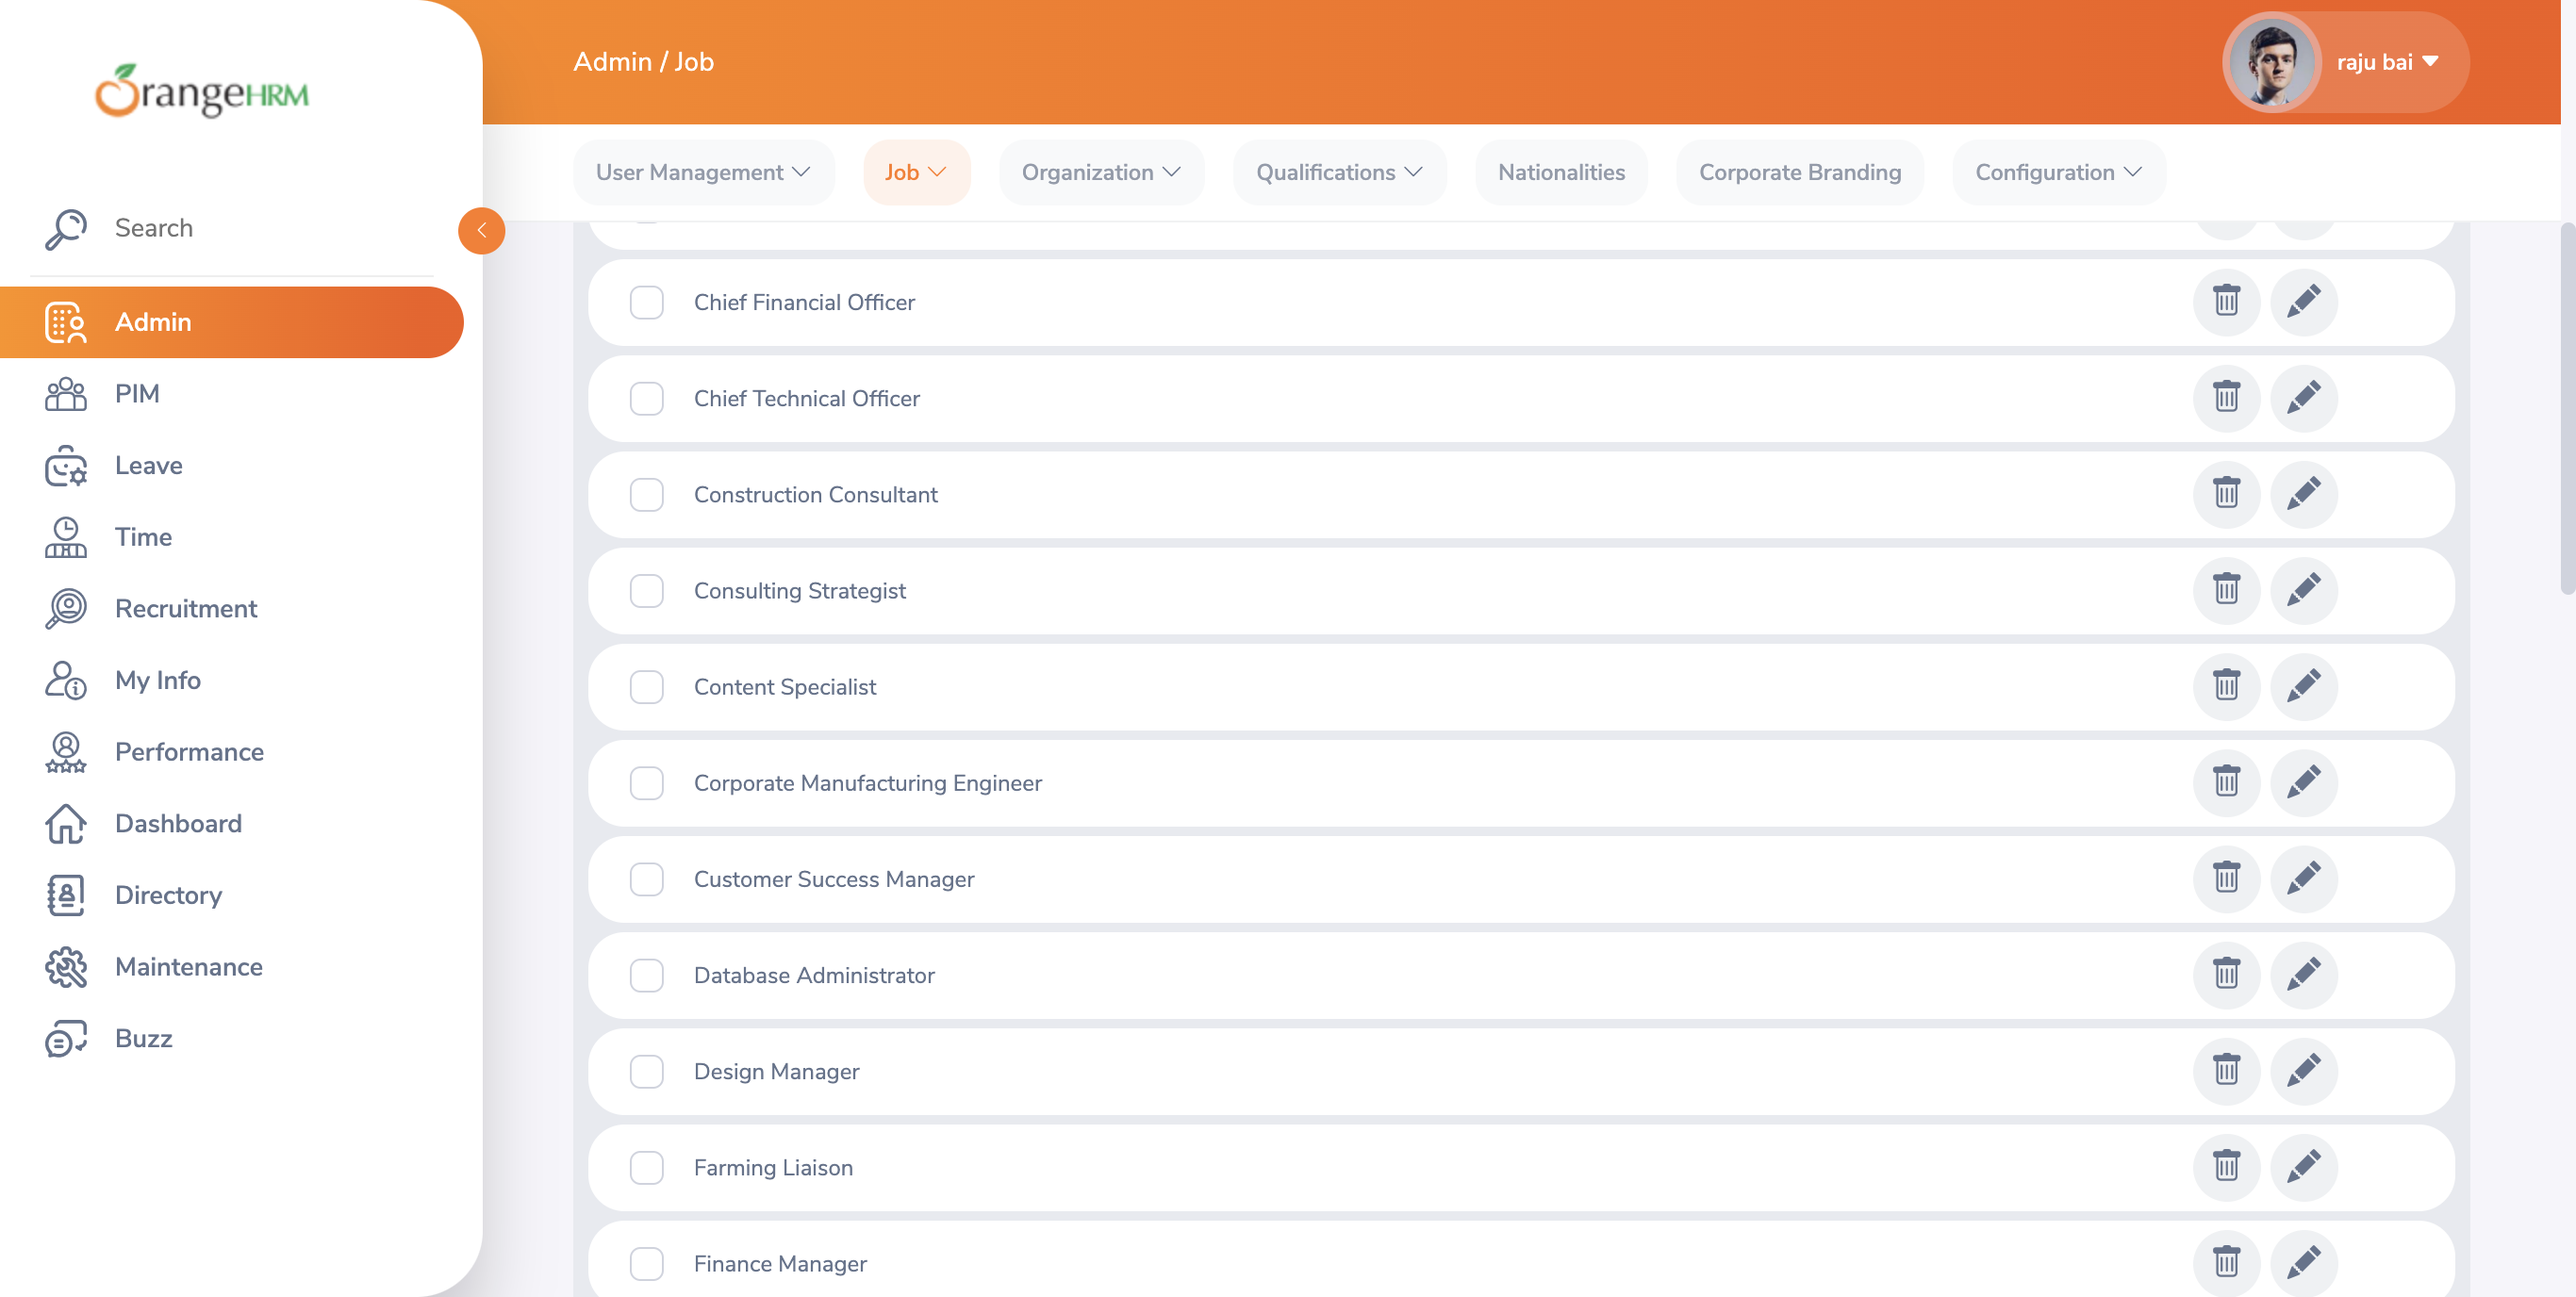 OrangeHRM
Admin / Job
raju bai
User Management
Job
Organization
Qualifications
Nationalities
Corporate Branding
Configuration
Search
Admin
PIM
Leave
Time
Recruitment
My Info
Performance
Dashboard
Directory
Maintenance
Buzz
Chief Financial Officer
Chief Technical Officer
Construction Consultant
Consulting Strategist
Content Specialist
Corporate Manufacturing Engineer
Customer Success Manager
Database Administrator
Design Manager
Farming Liaison
Finance Manager